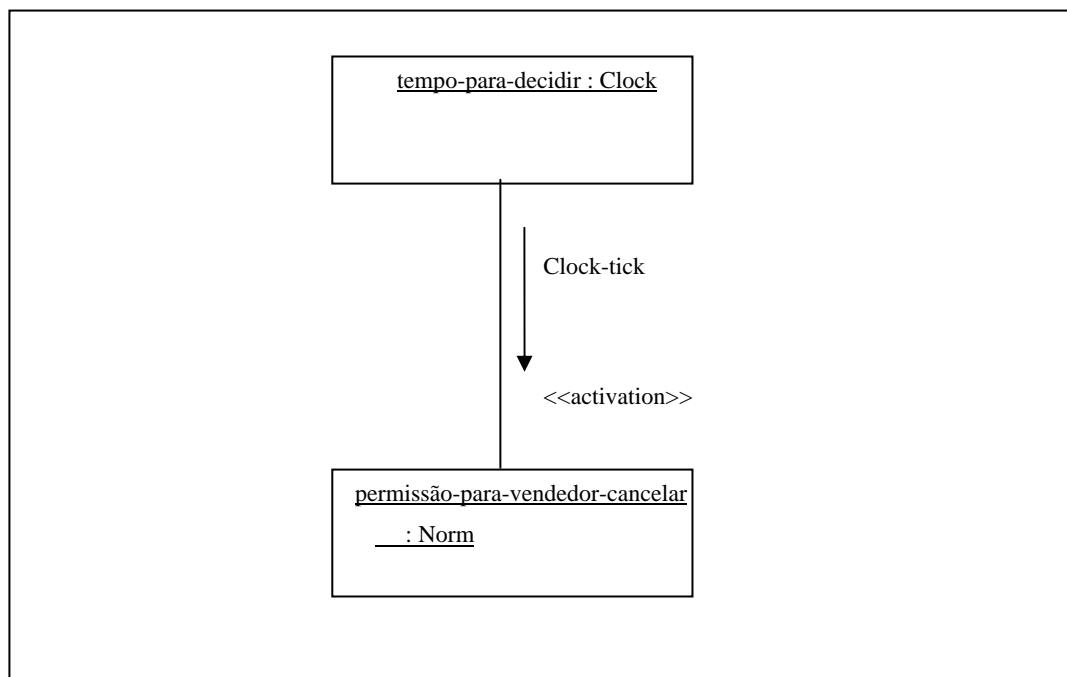 tempo-para-decidir : Clock
Clock-tick
<<activation>>
permissão-para-vendedor-cancelar
: Norm